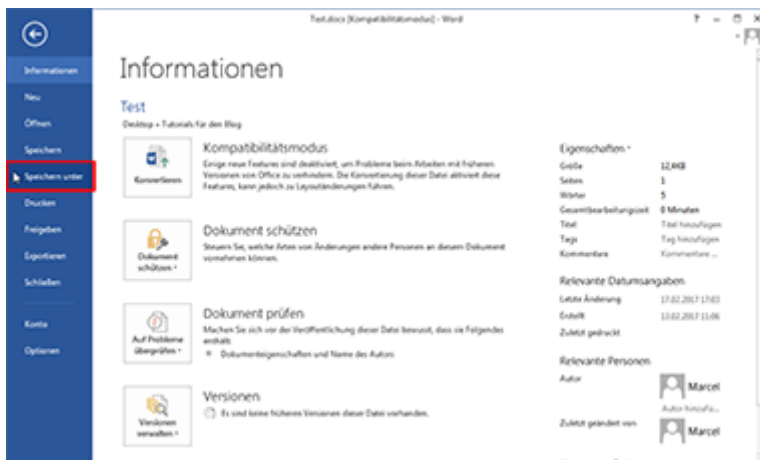 Test.docx [Kompatibilitätsmodus] - Word
Informationen
Neu
Öffnen
Speichern
Speichern unter
Drucken
Freigeben
Exportieren
Schließen
Konto
Optionen
Informationen
Test
Desktop » Tutorials für den Blog
Konvertieren
Kompatibilitätsmodus
Einige neue Features sind deaktiviert, um Probleme beim Arbeiten mit früheren
Versionen von Office zu verhindern. Die Konvertierung dieser Datei aktiviert diese
Features, kann jedoch zu Layoutänderungen führen.
Dokument
schützen
Dokument schützen
Steuern Sie, welche Arten von Änderungen andere Personen an diesem Dokument
vornehmen können.
Auf Probleme
überprüfen
Dokument prüfen
Machen Sie sich vor der Veröffentlichung dieser Datei bewusst, dass sie Folgendes
enthält:
Dokumenteigenschaften und Name des Autors
Versionen
verwalten
Versionen
Es sind keine früheren Versionen dieser Datei vorhanden.
Eigenschaften
Größe 12,4KB
Seiten 1
Wörter 5
Gesamtbearbeitungszeit 0 Minuten
Titel Titel hinzufügen
Tags Tag hinzufügen
Kommentare Kommentare ...
Relevante Datumsangaben
Letzte Änderung 17.02.2017 17:03
Erstellt 13.02.2017 11:06
Zuletzt gedruckt
Relevante Personen
Autor
Marcel
Autor hinzufü...
Zuletzt geändert von
Marcel